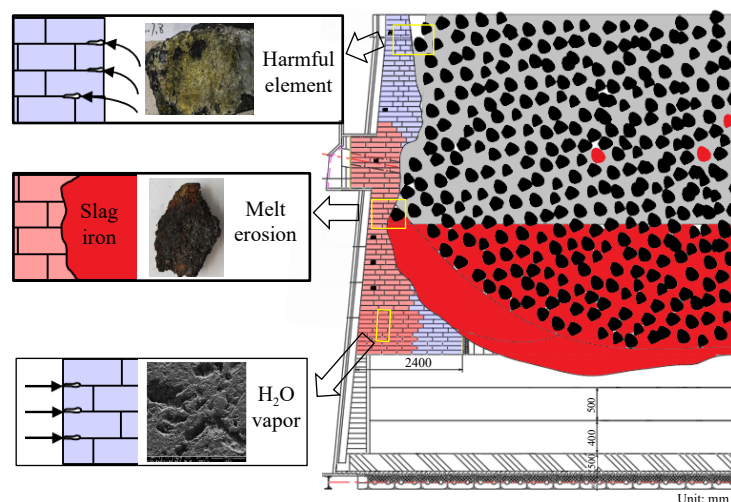 Harmful
element
Slag
iron
Melt
erosion
H₂O
vapor
2400
500
400
500
Unit: mm